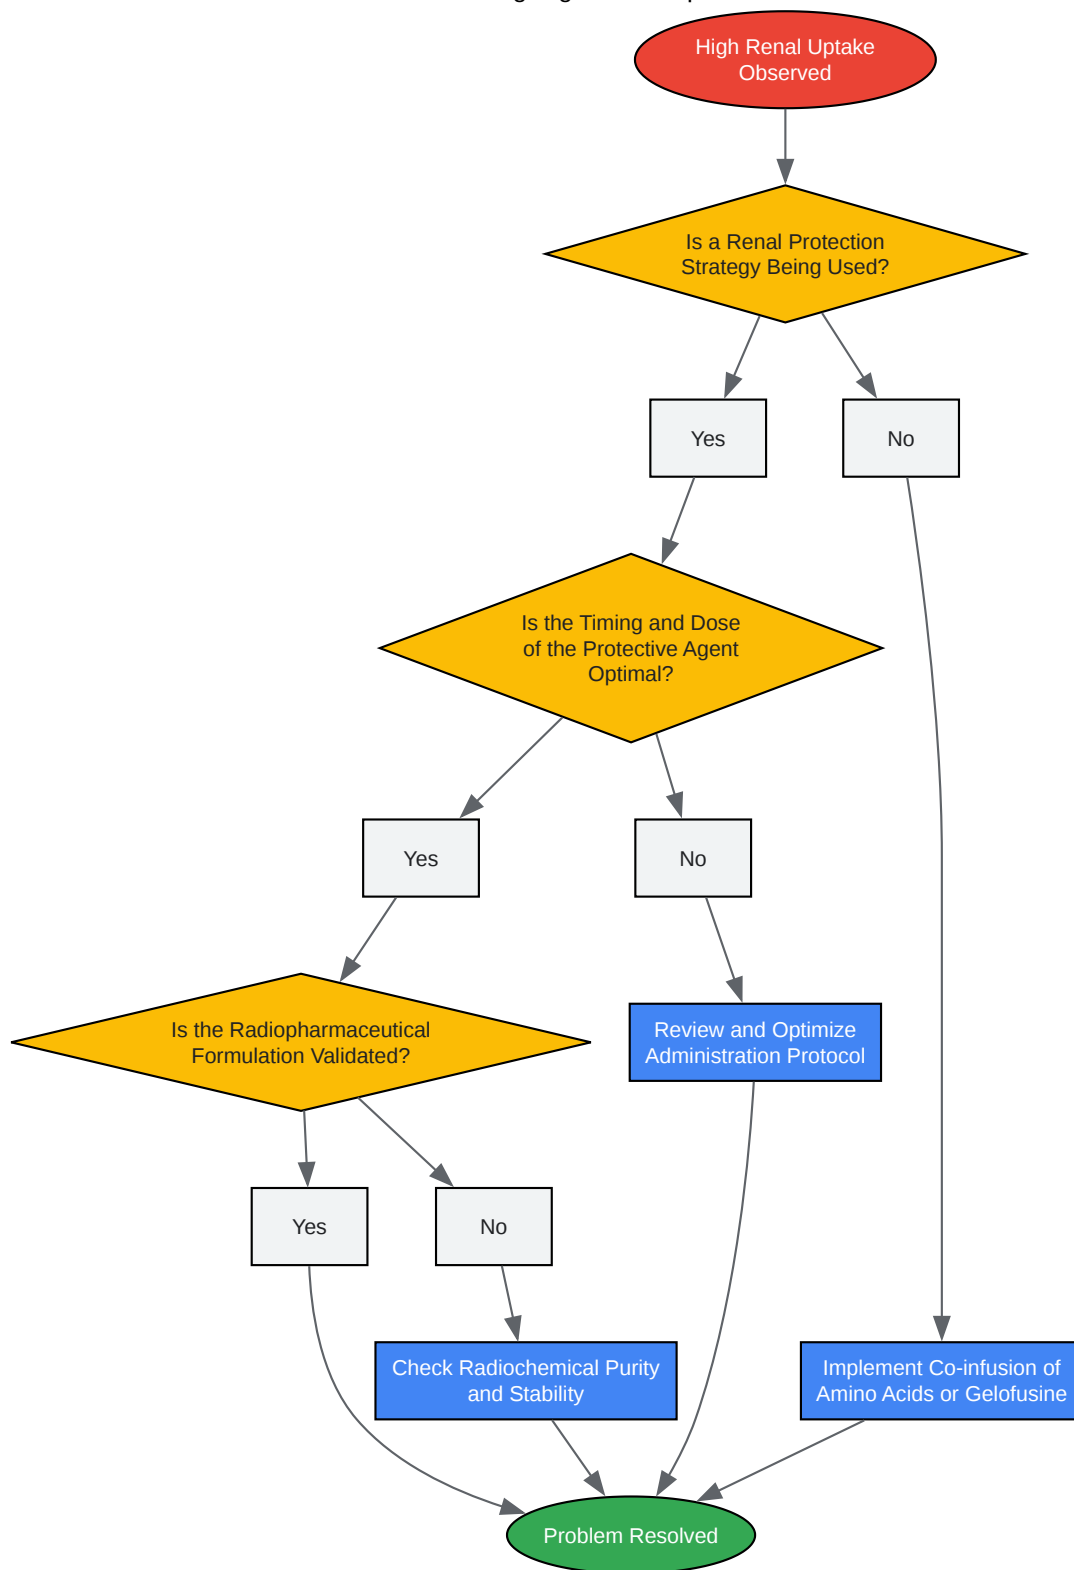 High Renal Uptake
Observed
Is a Renal Protection
Strategy Being Used?
Yes
No
Is the Timing and Dose
of the Protective Agent
Optimal?
Yes
No
Is the Radiopharmaceutical
Formulation Validated?
Review and Optimize
Administration Protocol
Yes
No
Check Radiochemical Purity
and Stability
Implement Co-infusion of
Amino Acids or Gelofusine
Problem Resolved